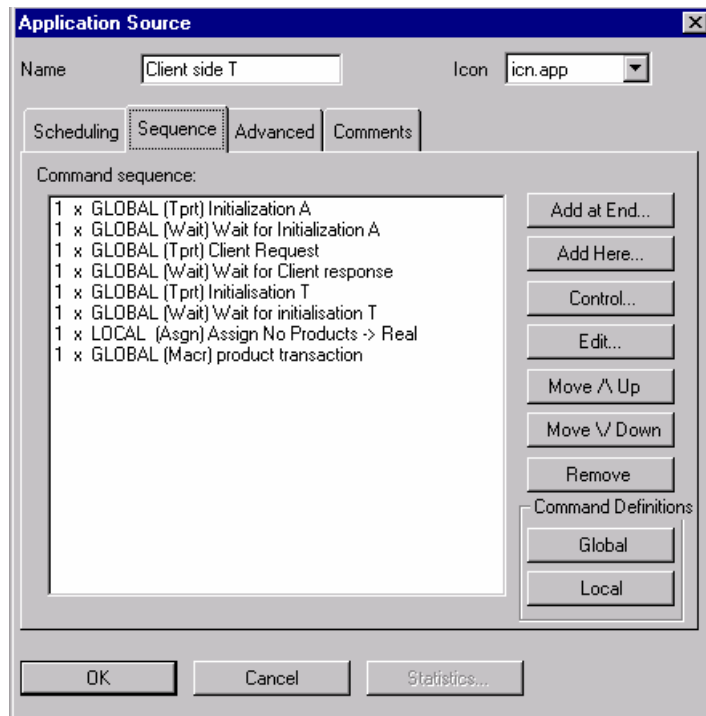 Application Source
Name Client side T Icon icn.app
Scheduling Sequence Advanced Comments
Command sequence:
1 x GLOBAL (Tprt) Initialization A
1 x GLOBAL (Wait) Wait for Initialization A
1 x GLOBAL (Tprt) Client Request
1 x GLOBAL (Wait) Wait for Client response
1 x GLOBAL (Tprt) Initialisation T
1 x GLOBAL (Wait) Wait for initialisation T
1 x LOCAL (Asgn) Assign No Products -> Real
1 x GLOBAL (Macr) product transaction
Add at End...
Add Here...
Control...
Edit...
Move /\ Up
Move \/ Down
Remove
Command Definitions
Global
Local
OK Cancel Statistics...